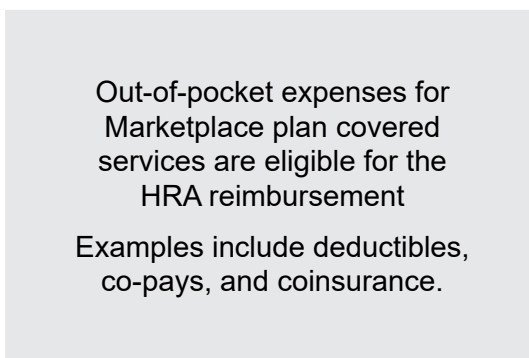 Out-of-pocket expenses for
Marketplace plan covered
services are eligible for the
HRA reimbursement
Examples include deductibles,
co-pays, and coinsurance.